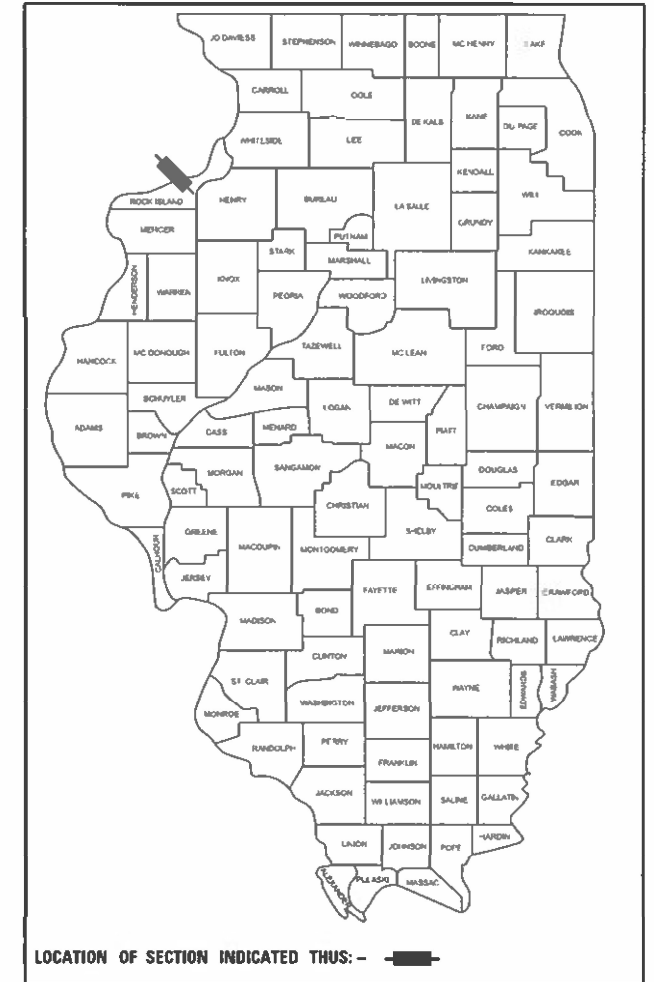 JO DAVIESS STEPHENSON WINNEBAGO BOONE MC HENRY LAKE
CARROLL OGLE DE KALB KANE DU PAGE COOK
WHITESIDE LEE
KENDALL
ROCK ISLAND HENRY BUREAU LA SALLE WILL
MERCER PUTNAM GRUNDY
STARK MARSHALL KANKAKEE
HENDERSON WARREN KNOX PEORIA WOODFORD LIVINGSTON
IROQUOIS
HANCOCK MC DONOUGH FULTON TAZEWELL MC LEAN FORD
SCHUYLER MASON LOGAN DE WITT CHAMPAIGN VERMILION
ADAMS BROWN CASS MENARD MACON PIATT
PIKE SCOTT MORGAN SANGAMON MOULTRIE DOUGLAS EDGAR
CHRISTIAN COLES
CALHOUN GREENE MACOUPIN MONTGOMERY SHELBY CUMBERLAND CLARK
JERSEY FAYETTE EFFINGHAM JASPER CRAWFORD
MADISON BOND
CLINTON MARION CLAY RICHLAND LAWRENCE
ST CLAIR WAYNE EDWARDS WABASH
MONROE WASHINGTON JEFFERSON
RANDOLPH PERRY FRANKLIN HAMILTON WHITE
JACKSON WILLIAMSON SALINE GALLATIN
UNION JOHNSON POPE HARDIN
ALEXANDER PULASKI MASSAC
LOCATION OF SECTION INDICATED THUS: –